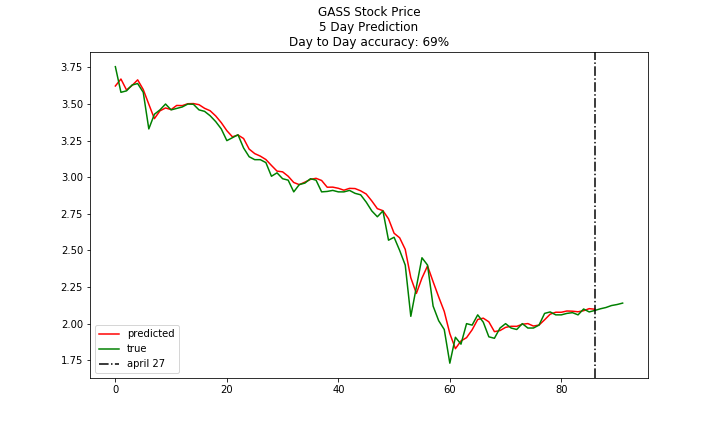 GASS Stock Price
5 Day Prediction
Day to Day accuracy: 69%
3.75
3.50
3.25
3.00
2.75
2.50
2.25
2.00
1.75
predicted
true
april 27
0
20
40
60
80